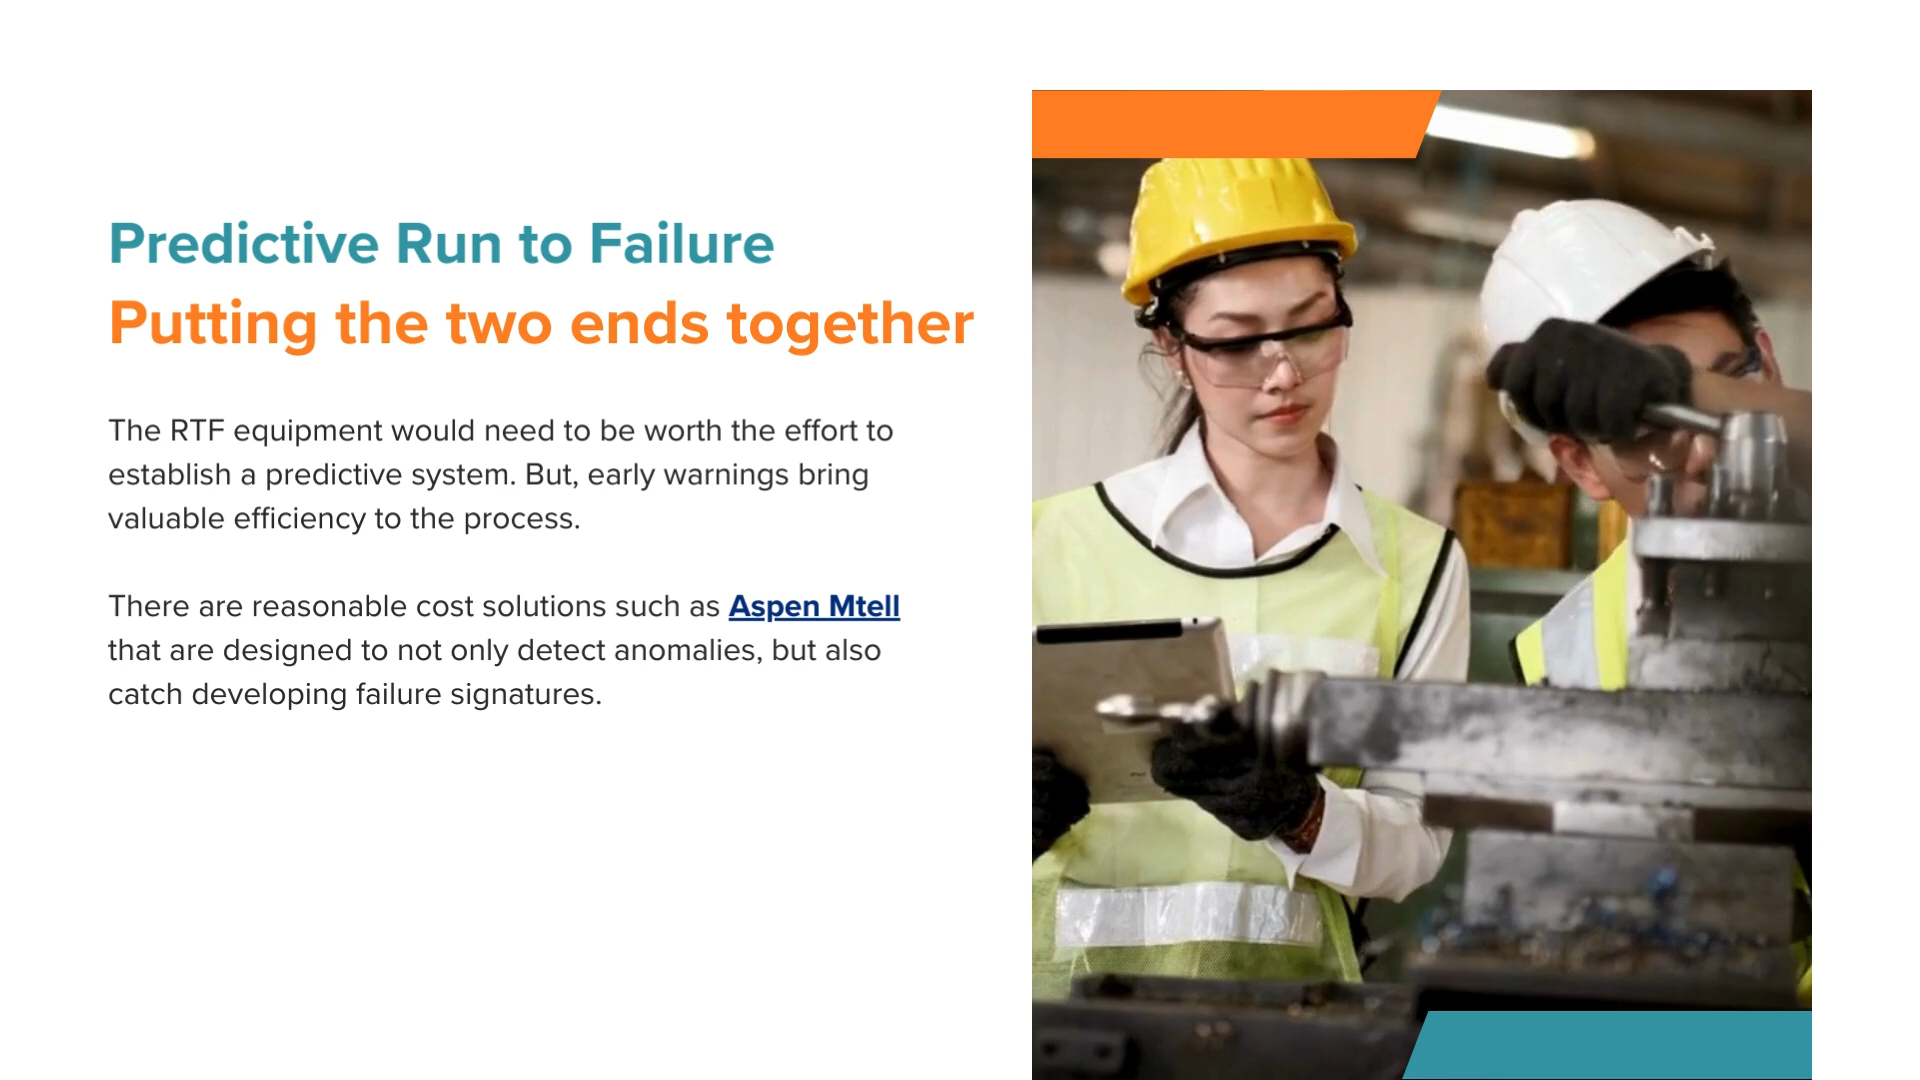 Predictive Run to Failure
Putting the two ends together
The RTF equipment would need to be worth the effort to
establish a predictive system. But, early warnings bring
valuable efficiency to the process.
There are reasonable cost solutions such as Aspen Mtell
that are designed to not only detect anomalies, but also
catch developing failure signatures.